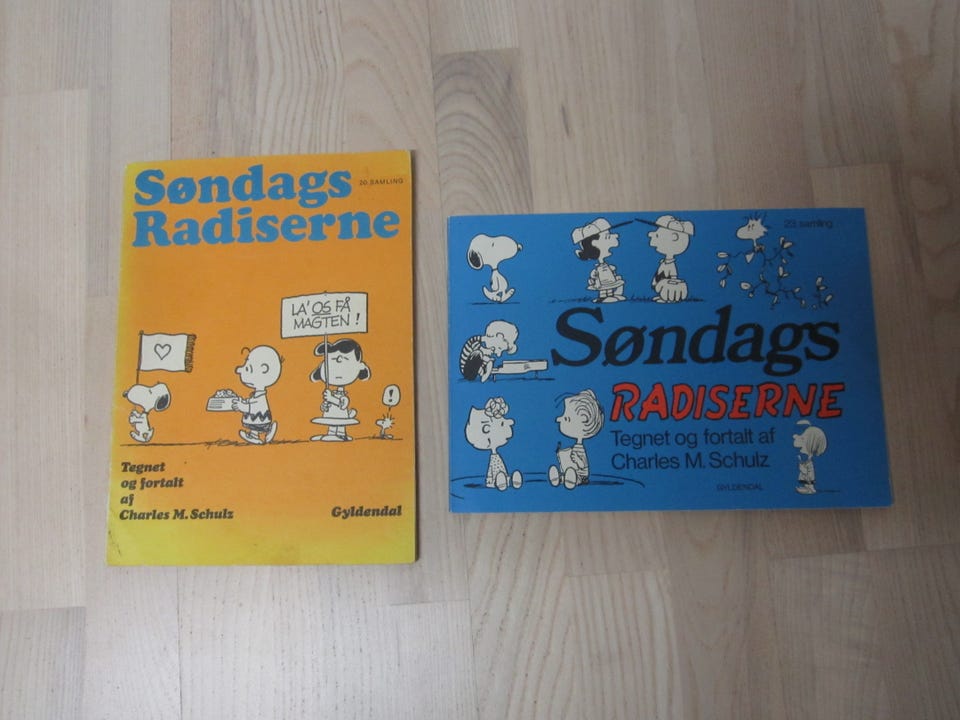 Søndags
20. SAMLING
Radiserne
LA' OS FÅ
MAGTEN !
!
Tegnet
og fortalt
af
Charles M. Schulz
Gyldendal
23. samling
Søndags
RADISERNE
Tegnet og fortalt af
Charles M. Schulz
GYLDENDAL